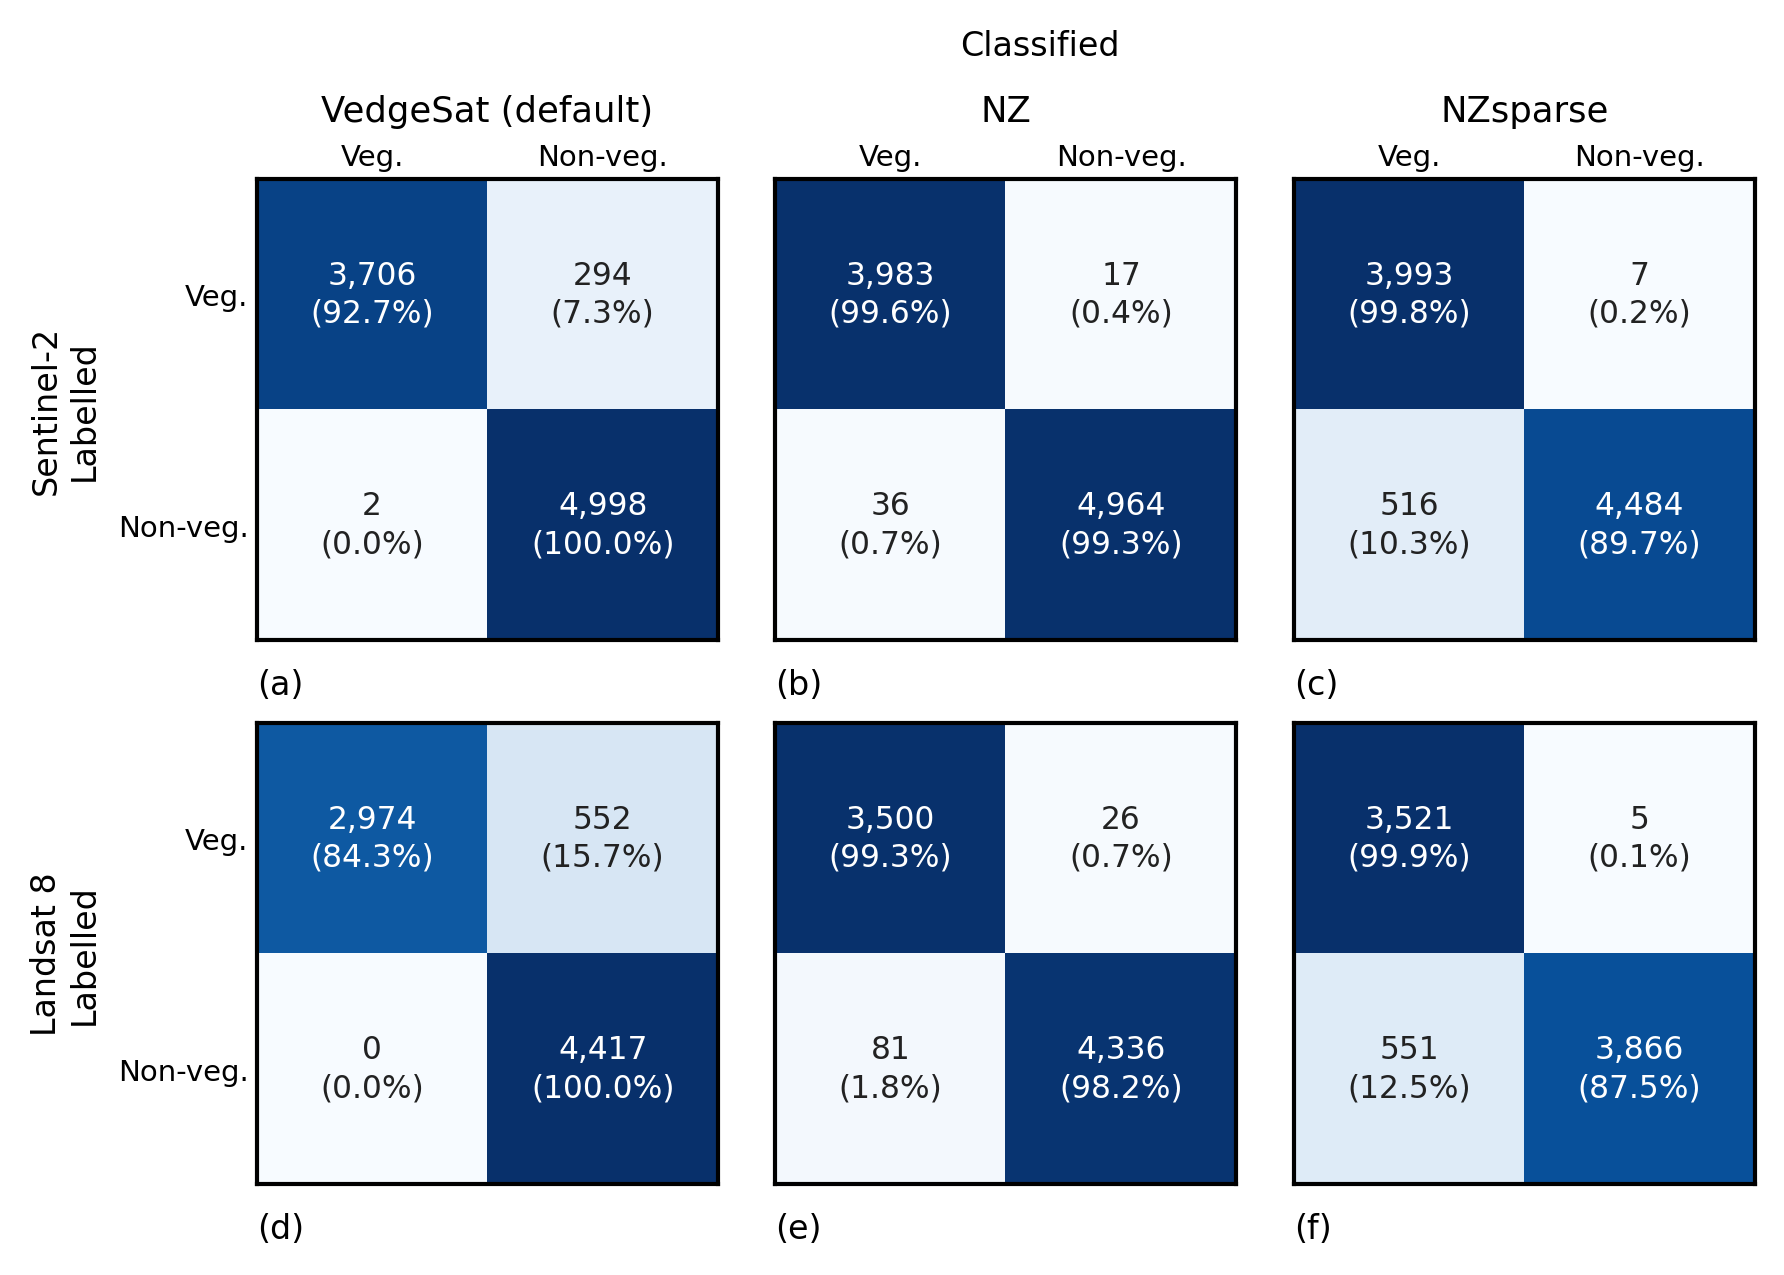 Classified
VedgeSat (default) NZ NZsparse
Veg. Non-veg. Veg. Non-veg. Veg. Non-veg.
Sentinel-2
Labelled
Veg.
3,706 294 3,983 17 3,993 7
(92.7%) (7.3%) (99.6%) (0.4%) (99.8%) (0.2%)
Non-veg.
2 4,998 36 4,964 516 4,484
(0.0%) (100.0%) (0.7%) (99.3%) (10.3%) (89.7%)
(a) (b) (c)
Landsat 8
Labelled
Veg.
2,974 552 3,500 26 3,521 5
(84.3%) (15.7%) (99.3%) (0.7%) (99.9%) (0.1%)
Non-veg.
0 4,417 81 4,336 551 3,866
(0.0%) (100.0%) (1.8%) (98.2%) (12.5%) (87.5%)
(d) (e) (f)